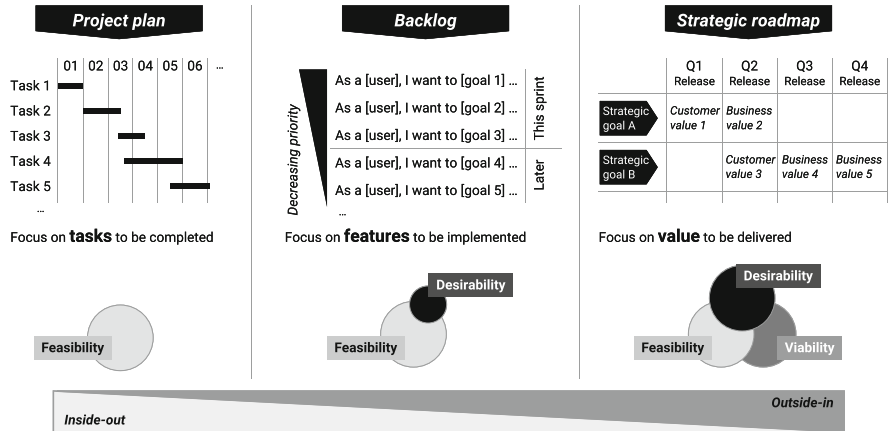 Project plan
01 02 03 04 05 06 ...
Task 1
Task 2
Task 3
Task 4
Task 5
...
Focus on tasks to be completed
Feasibility
Backlog
Decreasing priority
As a [user], I want to [goal 1] ...
As a [user], I want to [goal 2] ...
As a [user], I want to [goal 3] ...
As a [user], I want to [goal 4] ...
As a [user], I want to [goal 5] ...
...
This sprint
Later
Focus on features to be implemented
Desirability
Feasibility
Strategic roadmap
Q1 Q2 Q3 Q4
Release Release Release Release
Strategic Customer Business
goal A value 1 value 2
Strategic Customer Business Business
goal B value 3 value 4 value 5
Focus on value to be delivered
Desirability
Feasibility Viability
Outside-in
Inside-out